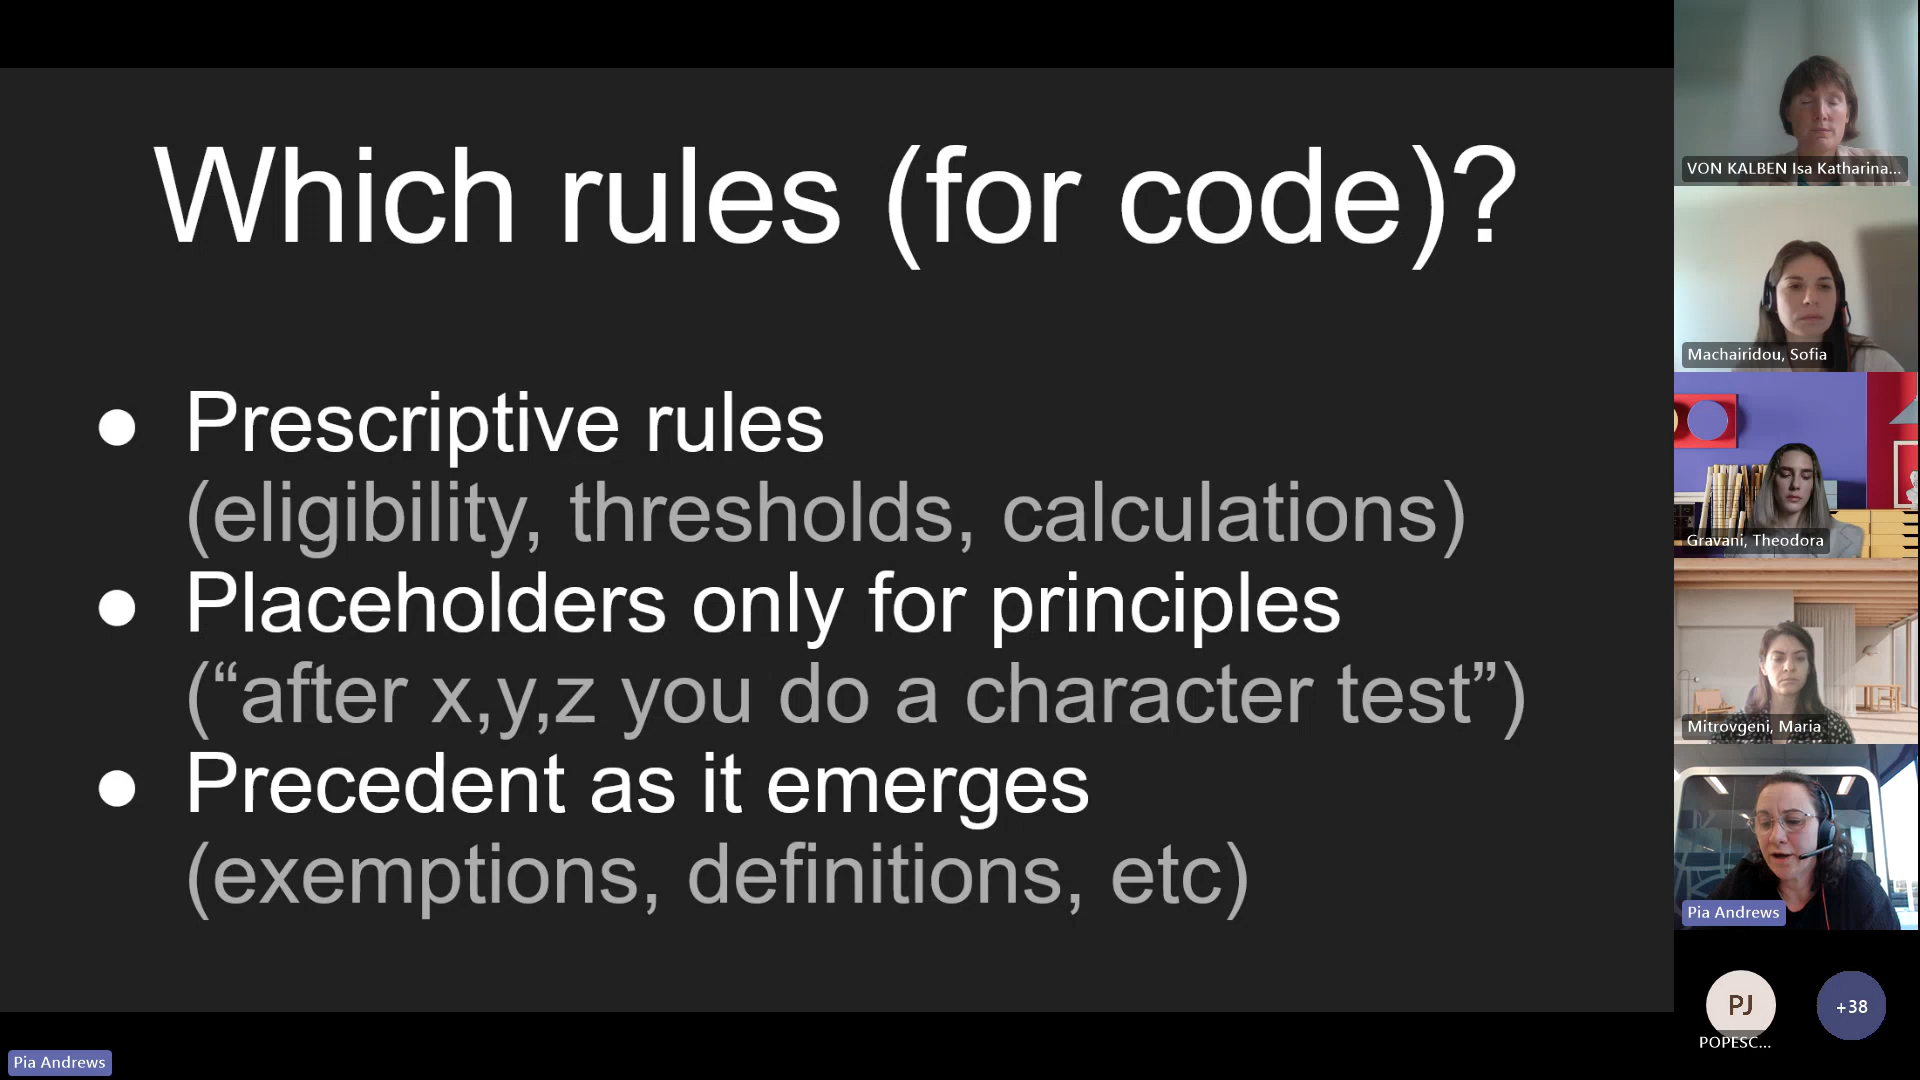 Which rules (for code)?
● Prescriptive rules
(eligibility, thresholds, calculations)
● Placeholders only for principles
(“after x,y,z you do a character test”)
● Precedent as it emerges
(exemptions, definitions, etc)
Pia Andrews
VON KALBEN Isa Katharina...
Machairidou, Sofia
Gravani, Theodora
Mitrovgeni, Maria
Pia Andrews
PJ
+38
POPESC...